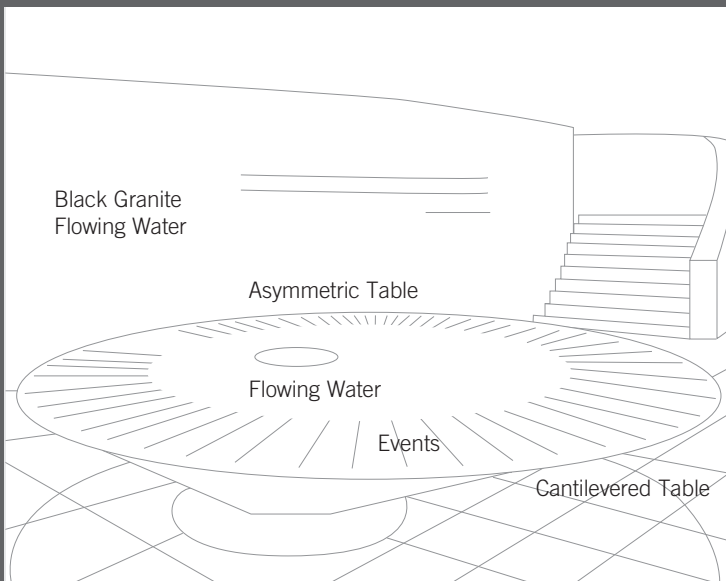 Black Granite
Flowing Water
Asymmetric Table
Flowing Water
Events
Cantilevered Table